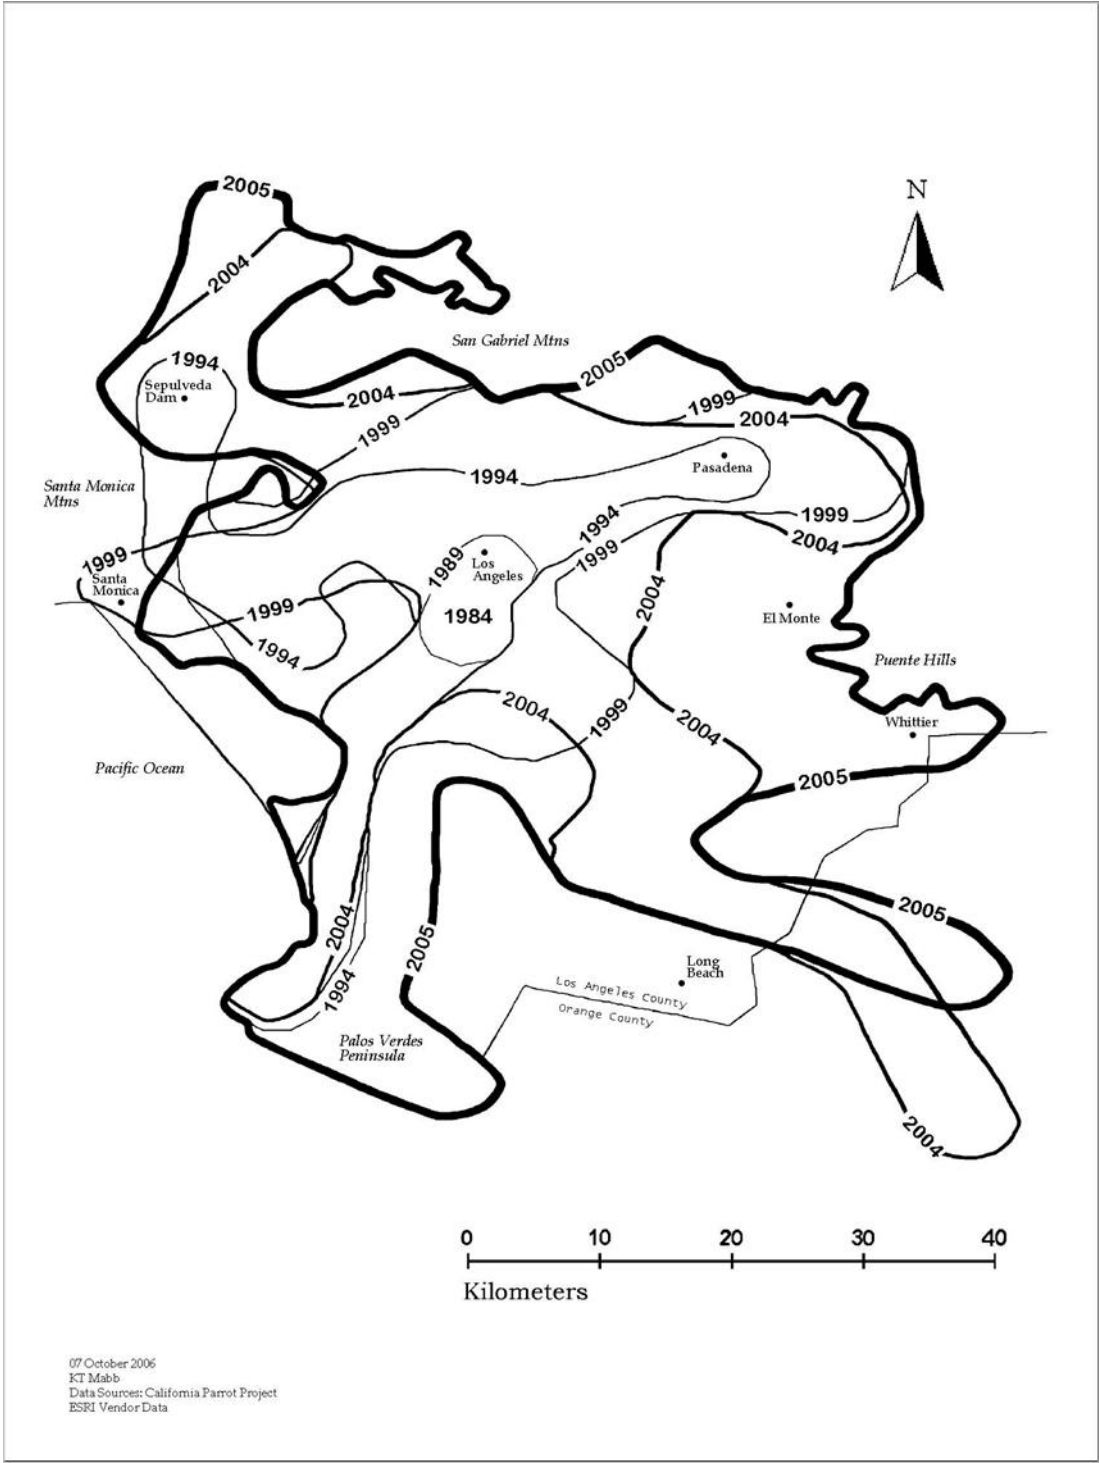 2005
N
2004
San Gabriel Mtns
1994
2005
Sepulveda
Dam
2004
1999
2004
1999
Pasadena
1994
Santa Monica
Mtns
1994
1999
2004
1999
1999
Santa
Monica
1989
Los
Angeles
2004
1999
1984
El Monte
1994
Puente Hills
2004
1999
2004
Whittier
Pacific Ocean
2005
2005
2004
2005
1994
Long
Beach
Los Angeles County
Orange County
Palos Verdes
Peninsula
2004
0 10 20 30 40
Kilometers
07 October 2006
KT Mabb
Data Sources: California Parrot Project
ESRI Vendor Data